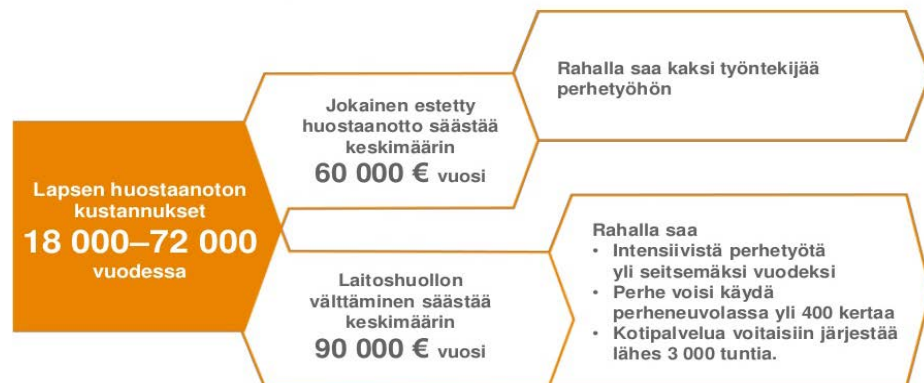 Lapsen huostaanoton
kustannukset
18 000–72 000
vuodessa
Jokainen estetty
huostaanotto säästää
keskimäärin
60 000 € vuosi
Rahalla saa kaksi työntekijää
perhetyöhön
Laitoshuollon
välttäminen säästää
keskimäärin
90 000 € vuosi
Rahalla saa
• Intensiivistä perhetyötä
yli seitsemäksi vuodeksi
• Perhe voisi käydä
perheneuvolassa yli 400 kertaa
• Kotipalvelua voitaisiin järjestää
lähes 3 000 tuntia.